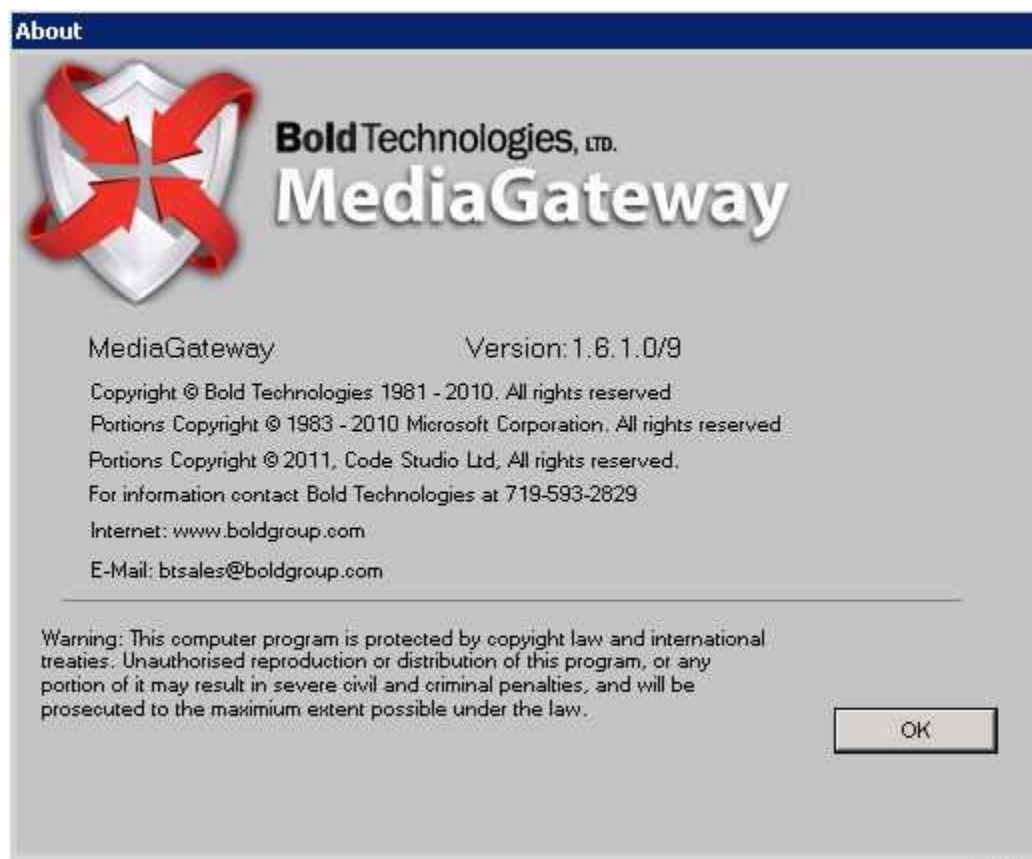 About
Bold Technologies, LTD.
MediaGateway
MediaGateway Version:1.6.1.0/9
Copyright © Bold Technologies 1981 - 2010. All rights reserved
Portions Copyright © 1983 - 2010 Microsoft Corporation. All rights reserved
Portions Copyright © 2011, Code Studio Ltd, All rights reserved.
For information contact Bold Technologies at 719-593-2829
Internet: www.boldgroup.com
E-Mail: btsales@boldgroup.com
Warning: This computer program is protected by copyight law and international
treaties. Unauthorised reproduction or distribution of this program, or any
portion of it may result in severe civil and criminal penalties, and will be
prosecuted to the maximium extent possible under the law.
OK